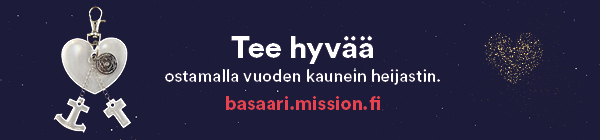 Tee hyvää
ostamalla vuoden kaunein heijastin.
basaari.mission.fi